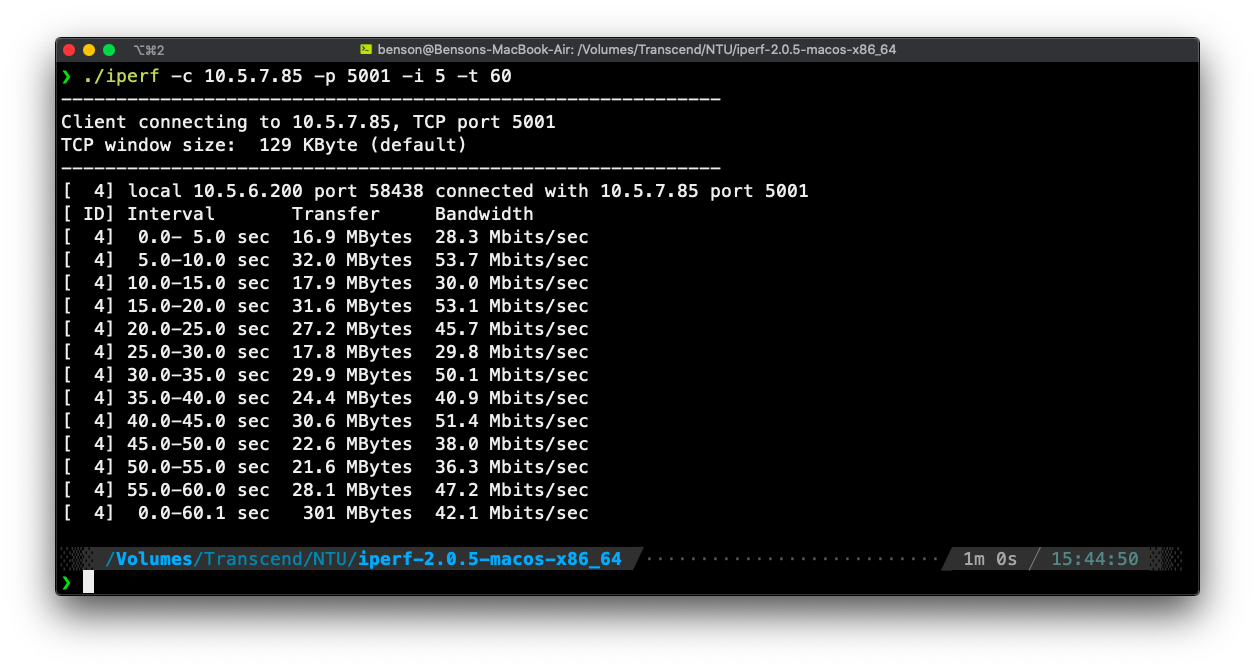 ⌥⌘2 benson@Bensons-MacBook-Air: /Volumes/Transcend/NTU/iperf-2.0.5-macos-x86_64
❯ ./iperf -c 10.5.7.85 -p 5001 -i 5 -t 60
------------------------------------------------------------
Client connecting to 10.5.7.85, TCP port 5001
TCP window size:  129 KByte (default)
------------------------------------------------------------
[  4] local 10.5.6.200 port 58438 connected with 10.5.7.85 port 5001
[ ID] Interval       Transfer     Bandwidth
[  4]  0.0- 5.0 sec  16.9 MBytes  28.3 Mbits/sec
[  4]  5.0-10.0 sec  32.0 MBytes  53.7 Mbits/sec
[  4] 10.0-15.0 sec  17.9 MBytes  30.0 Mbits/sec
[  4] 15.0-20.0 sec  31.6 MBytes  53.1 Mbits/sec
[  4] 20.0-25.0 sec  27.2 MBytes  45.7 Mbits/sec
[  4] 25.0-30.0 sec  17.8 MBytes  29.8 Mbits/sec
[  4] 30.0-35.0 sec  29.9 MBytes  50.1 Mbits/sec
[  4] 35.0-40.0 sec  24.4 MBytes  40.9 Mbits/sec
[  4] 40.0-45.0 sec  30.6 MBytes  51.4 Mbits/sec
[  4] 45.0-50.0 sec  22.6 MBytes  38.0 Mbits/sec
[  4] 50.0-55.0 sec  21.6 MBytes  36.3 Mbits/sec
[  4] 55.0-60.0 sec  28.1 MBytes  47.2 Mbits/sec
[  4]  0.0-60.1 sec   301 MBytes  42.1 Mbits/sec
/Volumes/Transcend/NTU/iperf-2.0.5-macos-x86_64 1m 0s 15:44:50
❯